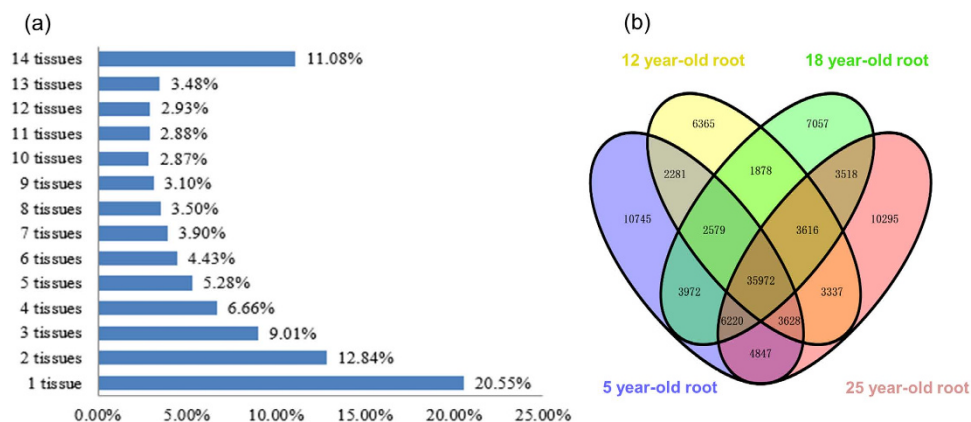 (a)
14 tissues 11.08%
13 tissues 3.48%
12 tissues 2.93%
11 tissues 2.88%
10 tissues 2.87%
9 tissues 3.10%
8 tissues 3.50%
7 tissues 3.90%
6 tissues 4.43%
5 tissues 5.28%
4 tissues 6.66%
3 tissues 9.01%
2 tissues 12.84%
1 tissue 20.55%
0.00% 5.00% 10.00% 15.00% 20.00% 25.00%
(b)
12 year-old root 18 year-old root
6365 7057
2281 1878 3518
10745 2579 3616 10295
35972
3972 3337
6220 3628
4847
5 year-old root 25 year-old root